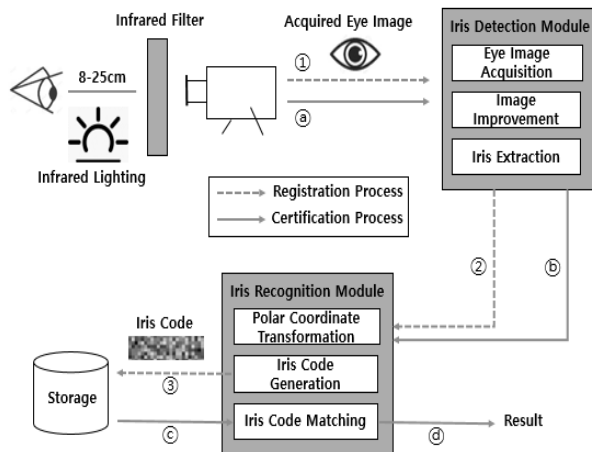 Infrared Filter
Acquired Eye Image
Iris Detection Module
8-25cm
①
Eye Image
Acquisition
ⓐ
Image
Improvement
Infrared Lighting
Iris Extraction
Registration Process
Certification Process
②
ⓑ
Iris Recognition Module
Iris Code
Polar Coordinate
Transformation
Iris Code
Generation
③
Storage
Iris Code Matching
Result
ⓒ
ⓓ